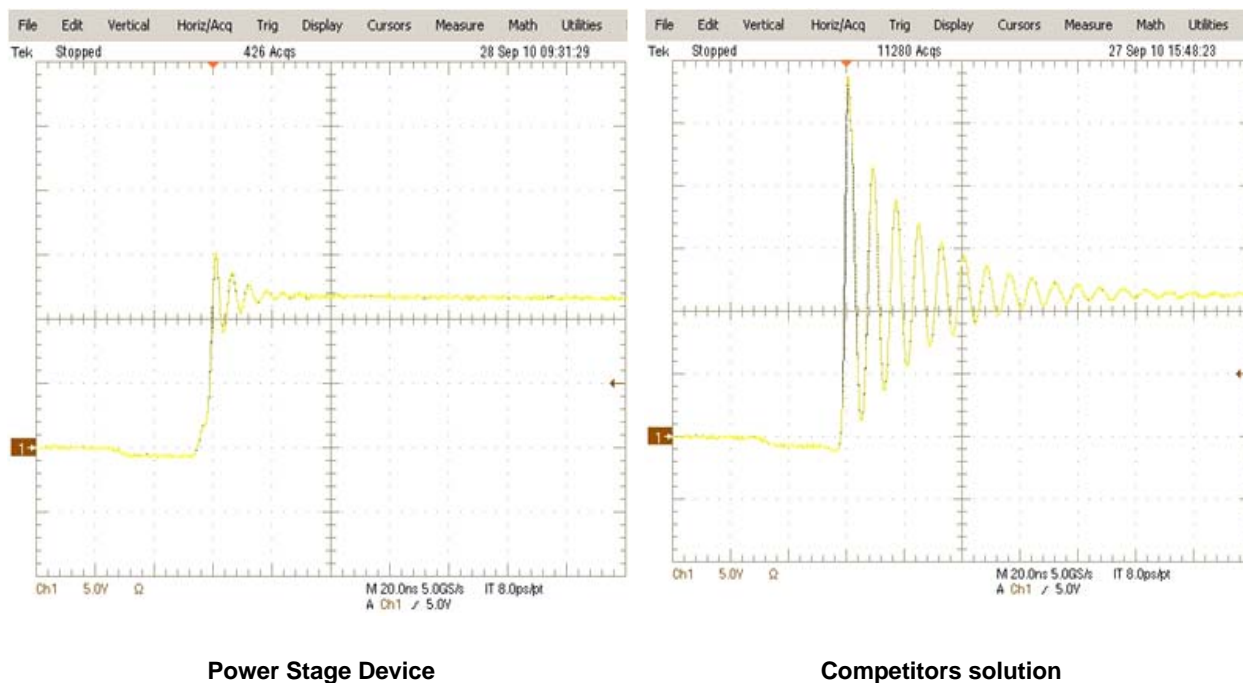 File Edit Vertical Horiz/Acq Trig Display Cursors Measure Math Utilities
Tek Stopped 426 Acqs 28 Sep 10 09:31:29
1
Ch1 5.0V Ω M 20.0ns 5.0GS/s IT 8.0ps/pt
A Ch1 / 5.0V
Power Stage Device
File Edit Vertical Horiz/Acq Trig Display Cursors Measure Math Utilities
Tek Stopped 11280 Acqs 27 Sep 10 15:48:23
1
Ch1 5.0V Ω M 20.0ns 5.0GS/s IT 8.0ps/pt
A Ch1 / 5.0V
Competitors solution